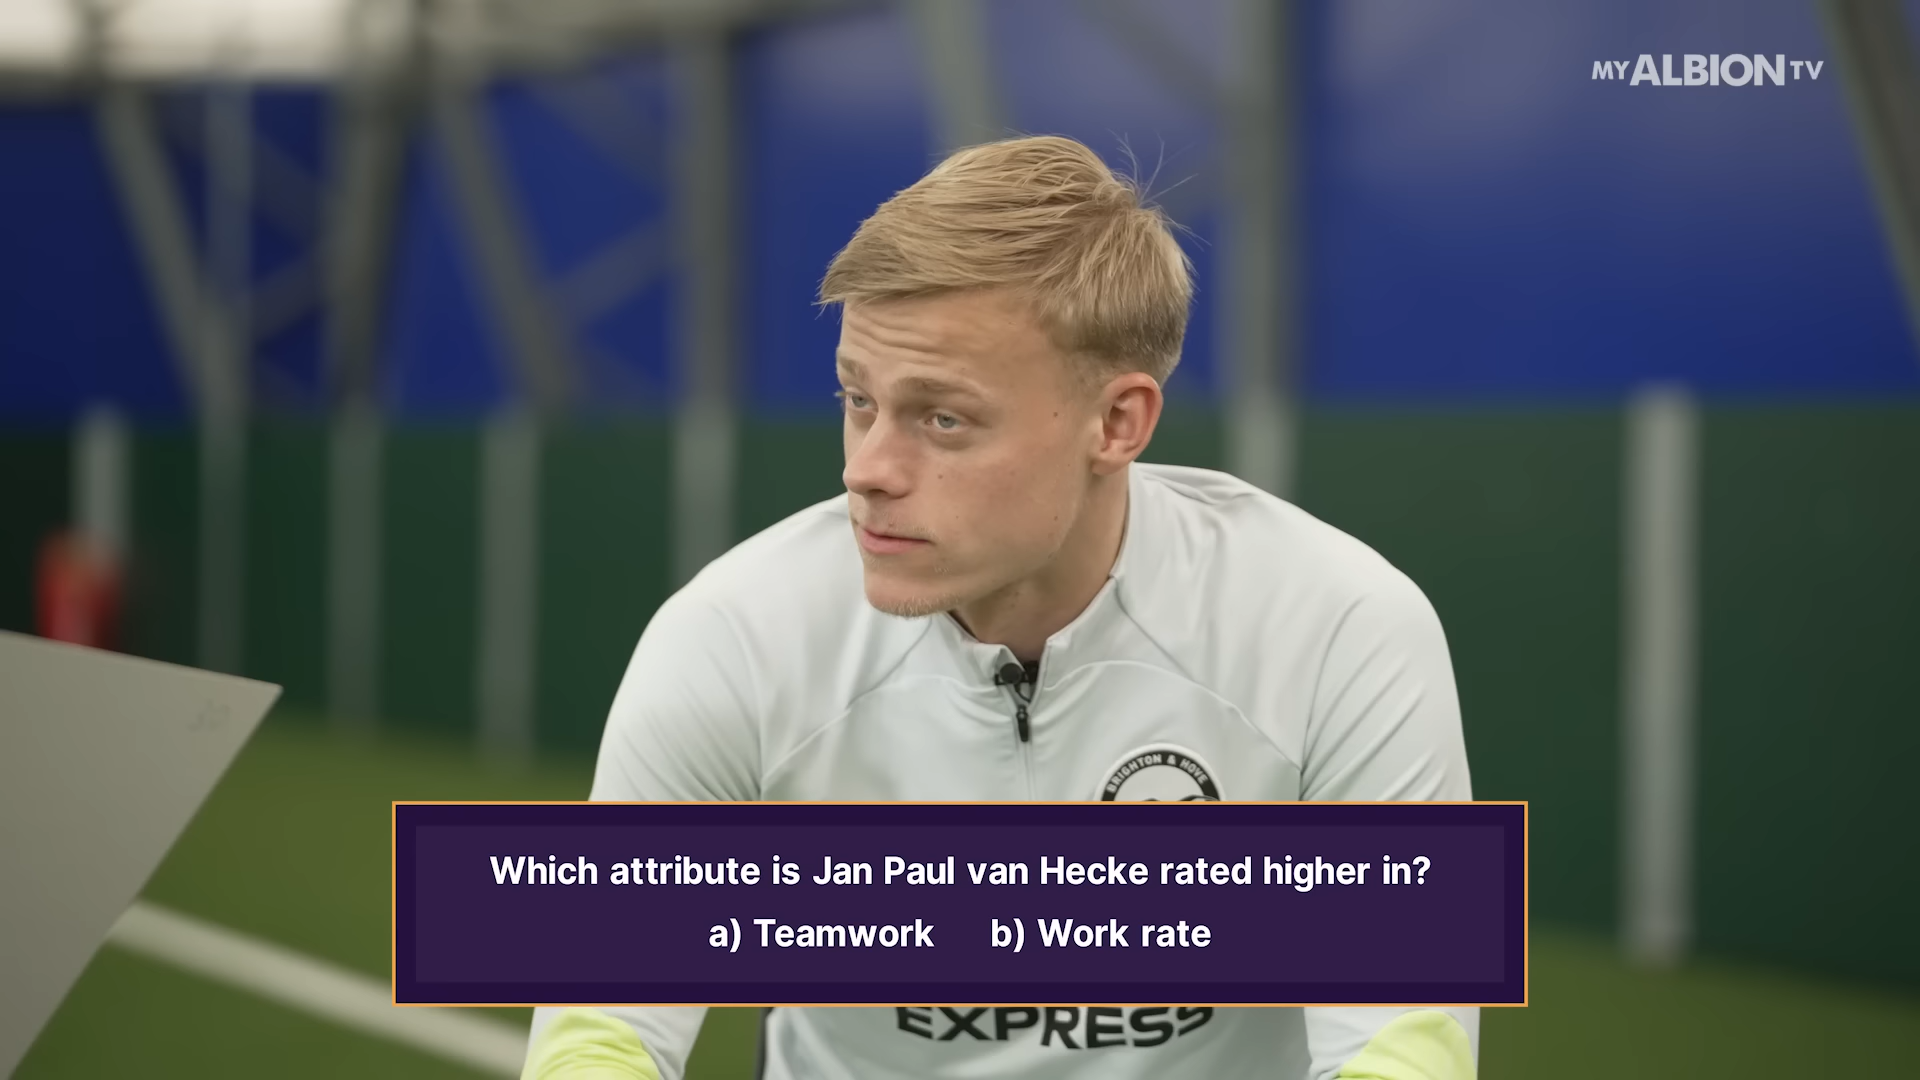 MY ALBION TV
BRIGHTON & HOVE
Which attribute is Jan Paul van Hecke rated higher in?
a) Teamwork b) Work rate
EXPRESS